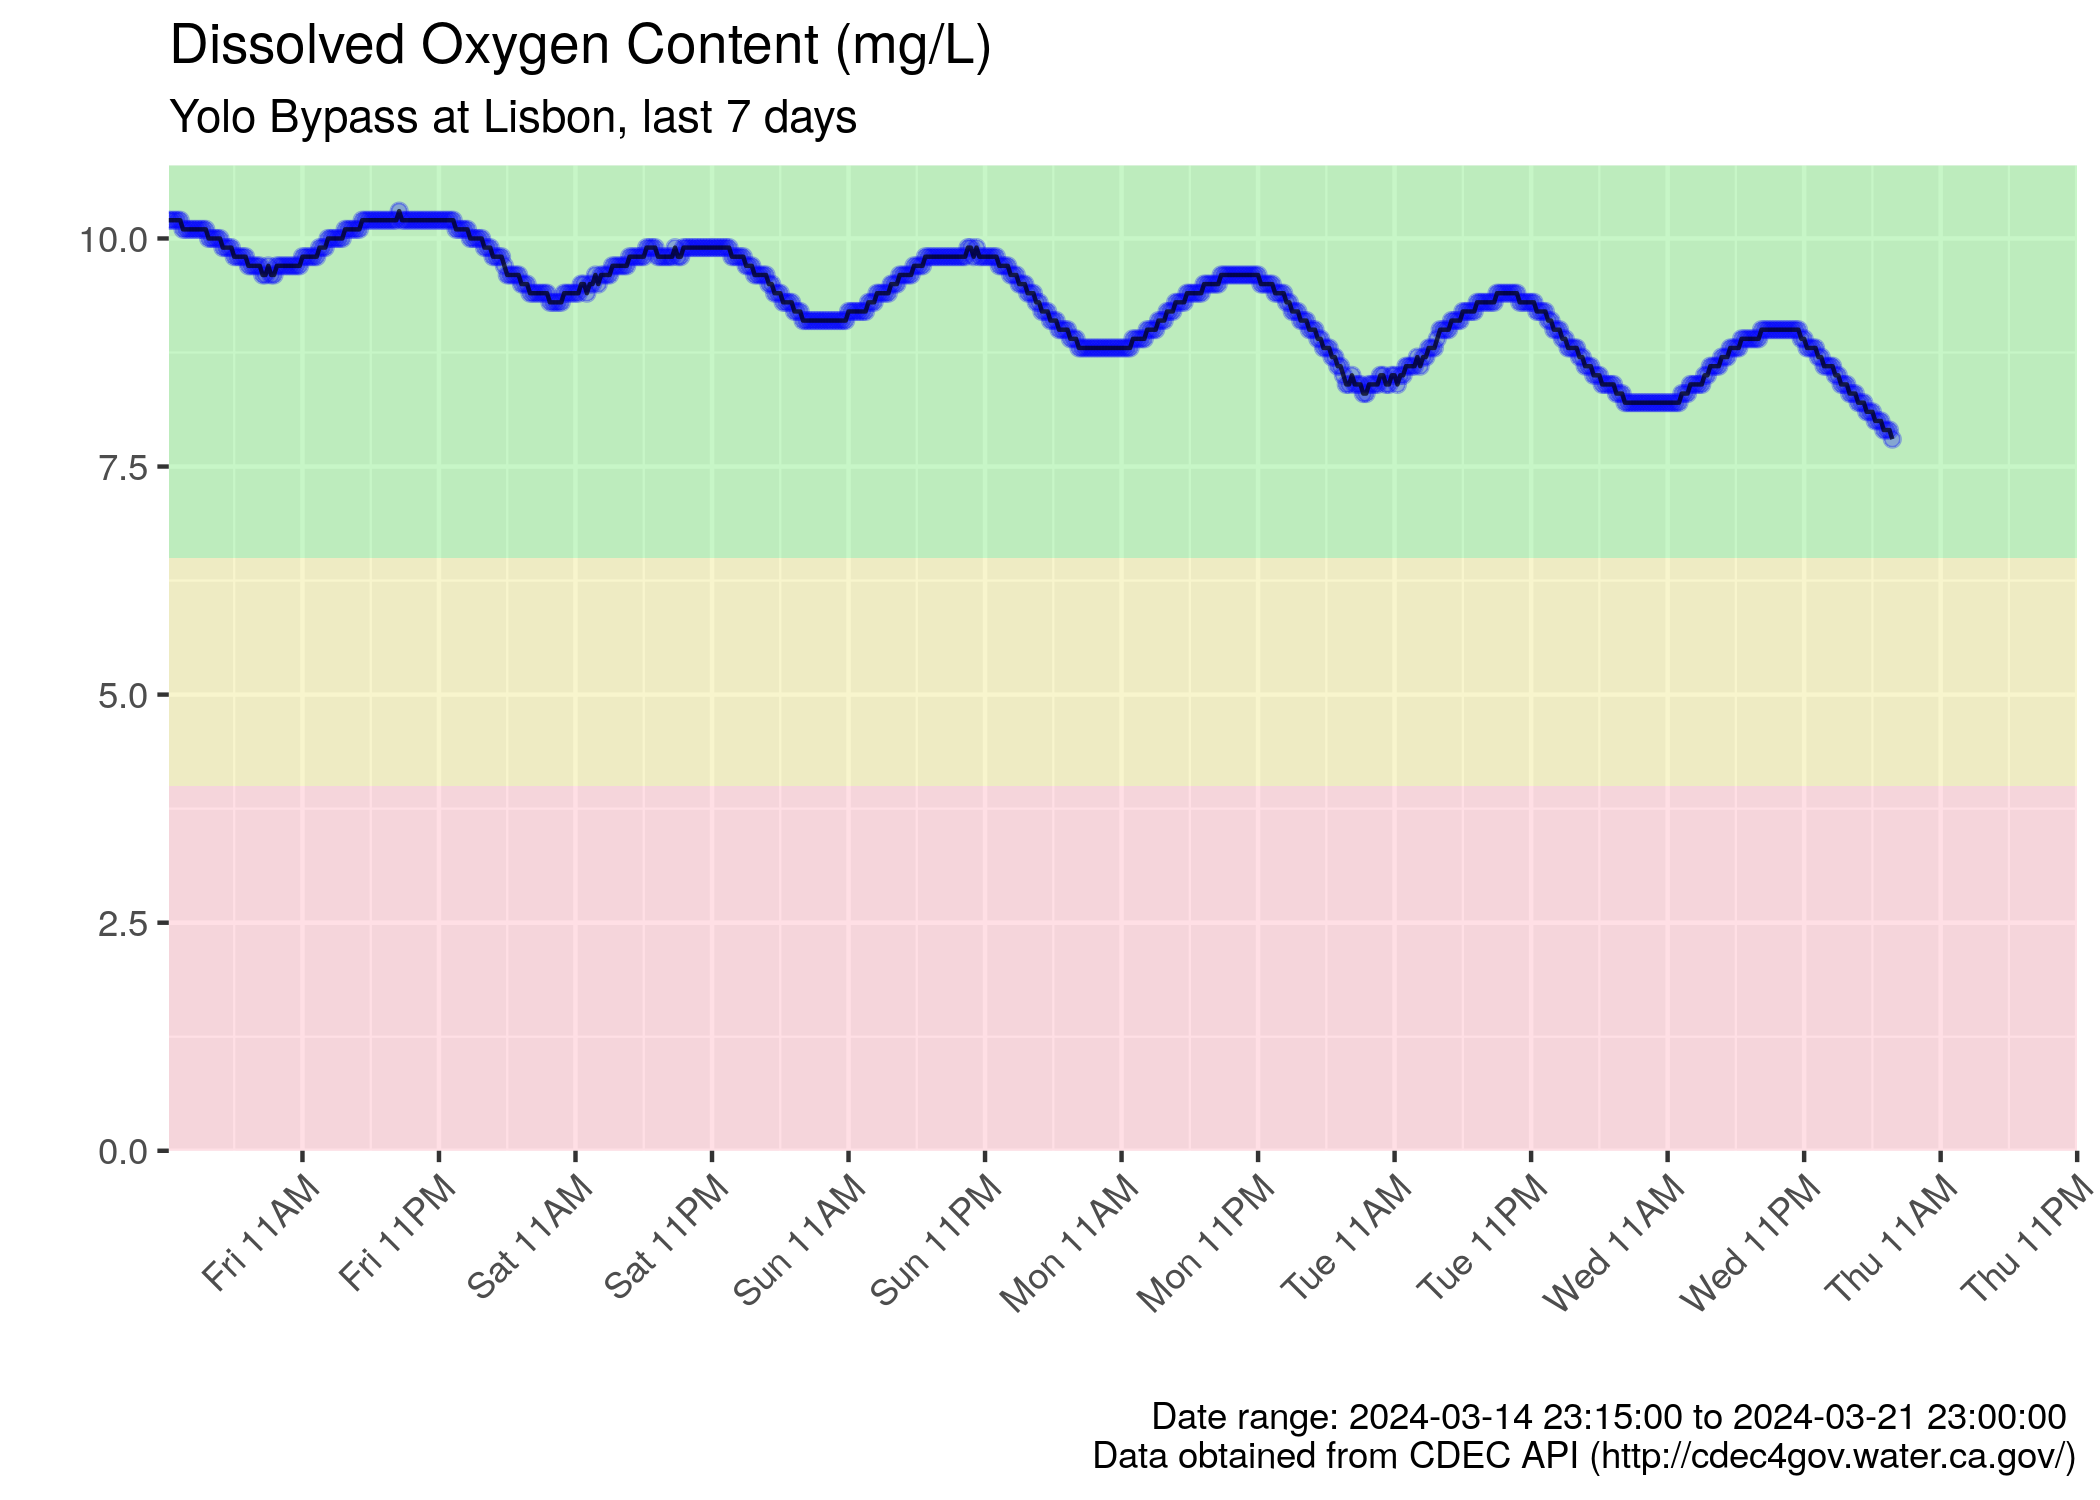 Dissolved Oxygen Content (mg/L)
Yolo Bypass at Lisbon, last 7 days
10.0
7.5
5.0
2.5
0.0
Fri 11AM
Fri 11PM
Sat 11AM
Sat 11PM
Sun 11AM
Sun 11PM
Mon 11AM
Mon 11PM
Tue 11AM
Tue 11PM
Wed 11AM
Wed 11PM
Thu 11AM
Thu 11PM
Date range: 2024-03-14 23:15:00 to 2024-03-21 23:00:00
Data obtained from CDEC API (http://cdec4gov.water.ca.gov/)